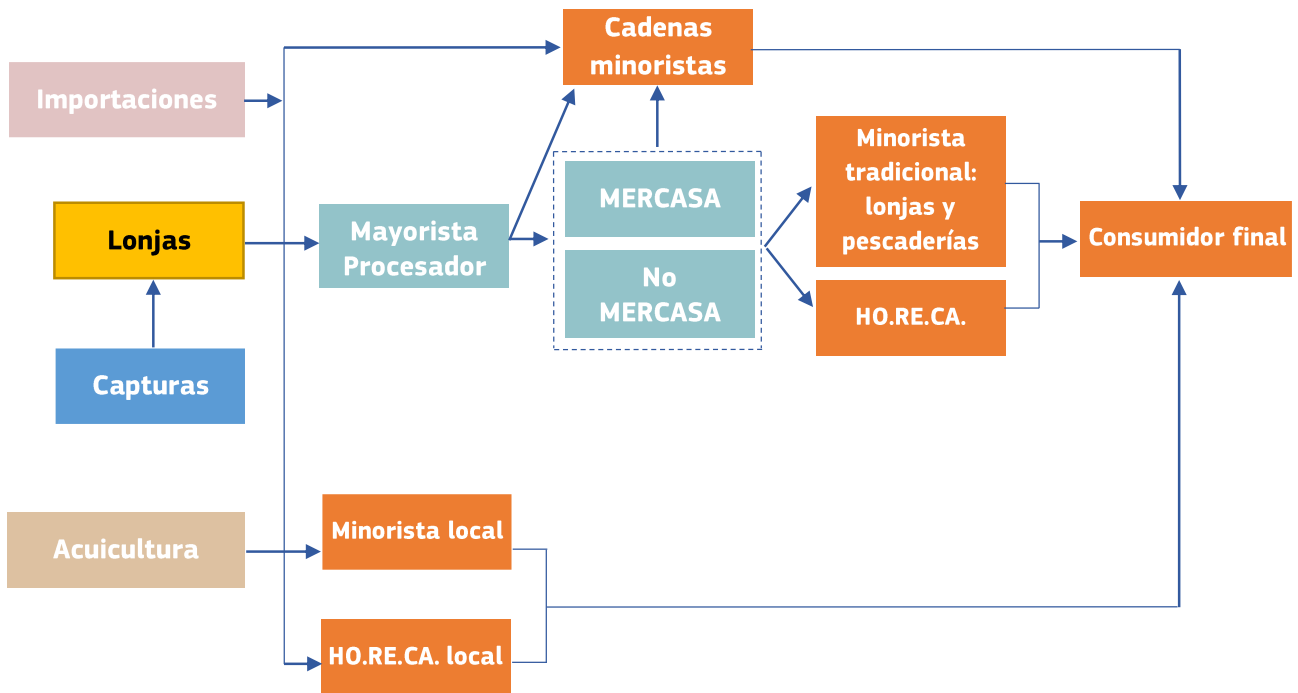 Cadenas
minoristas
Importaciones
Minorista
tradicional:
lonjas y
pescaderías
MERCASA
Lonjas
Mayorista
Procesador
Consumidor final
No
MERCASA
HO.RE.CA.
Capturas
Minorista local
Acuicultura
HO.RE.CA. local